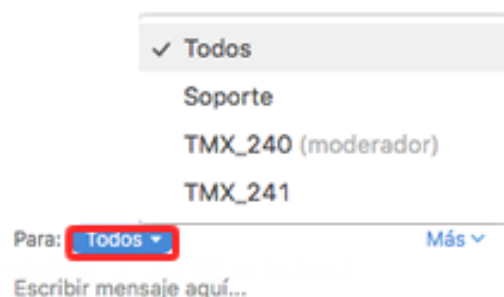 Todos
Soporte
TMX_240 (moderador)
TMX_241
Para: Todos Más
Escribir mensaje aquí...